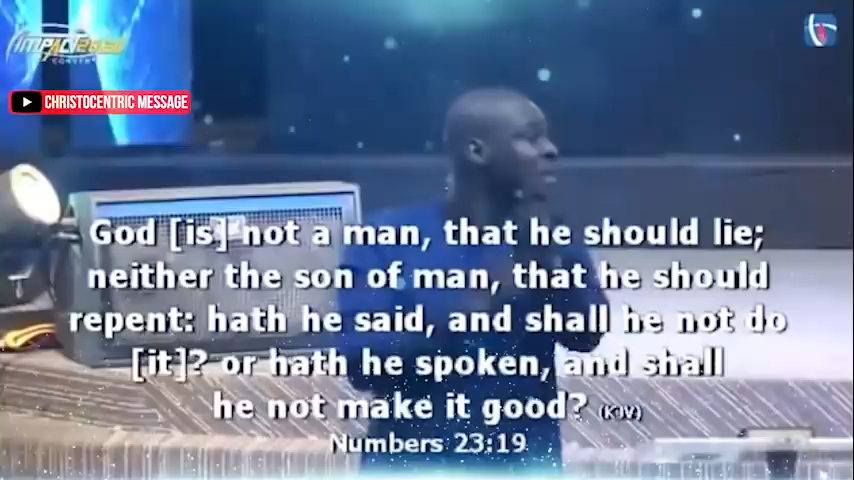 IMPACT
CHRISTOCENTRIC MESSAGE
God [is] not a man, that he should lie;
neither the son of man, that he should
repent: hath he said, and shall he not do
[it]? or hath he spoken, and shall
he not make it good? (KJV)
Numbers 23:19